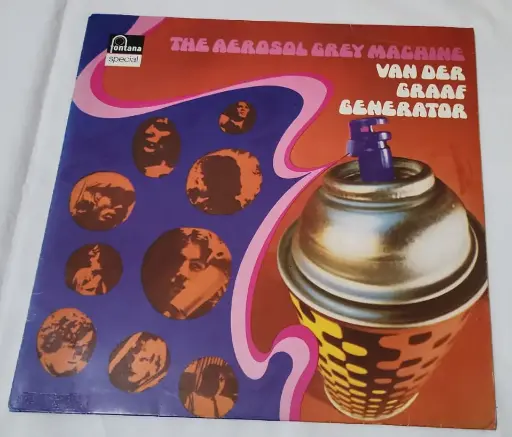 fontana
special
THE AEROSOL GREY MACHINE
VAN DER
GRAAF
GENERATOR